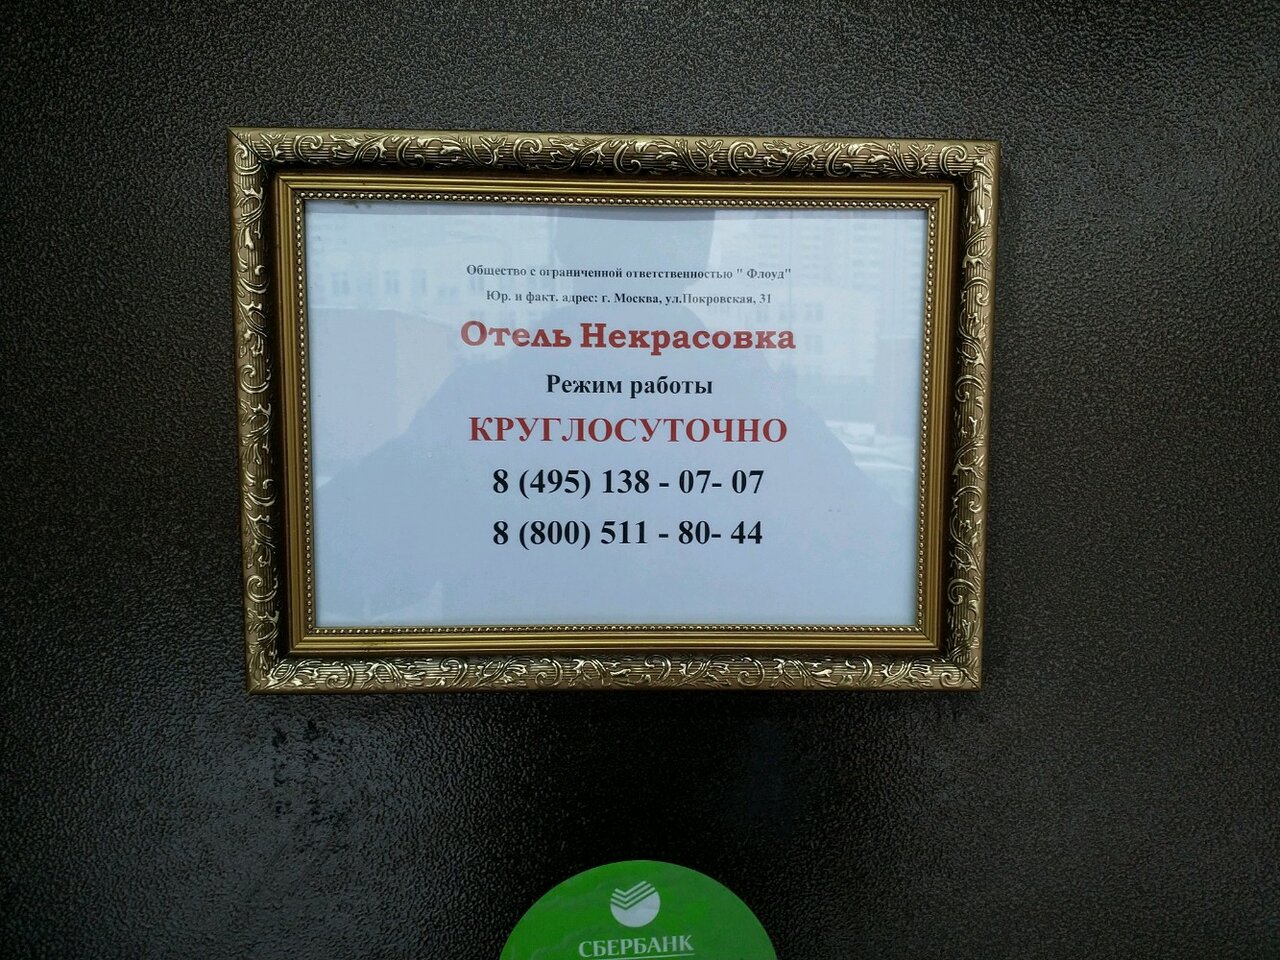 Общество с ограниченной ответственностью " Флоуд"
Юр. и факт. адрес: г. Москва, ул.Покровская, 31
Отель Некрасовка
Режим работы
КРУГЛОСУТОЧНО
8 (495) 138 - 07- 07
8 (800) 511 - 80- 44
СБЕРБАНК